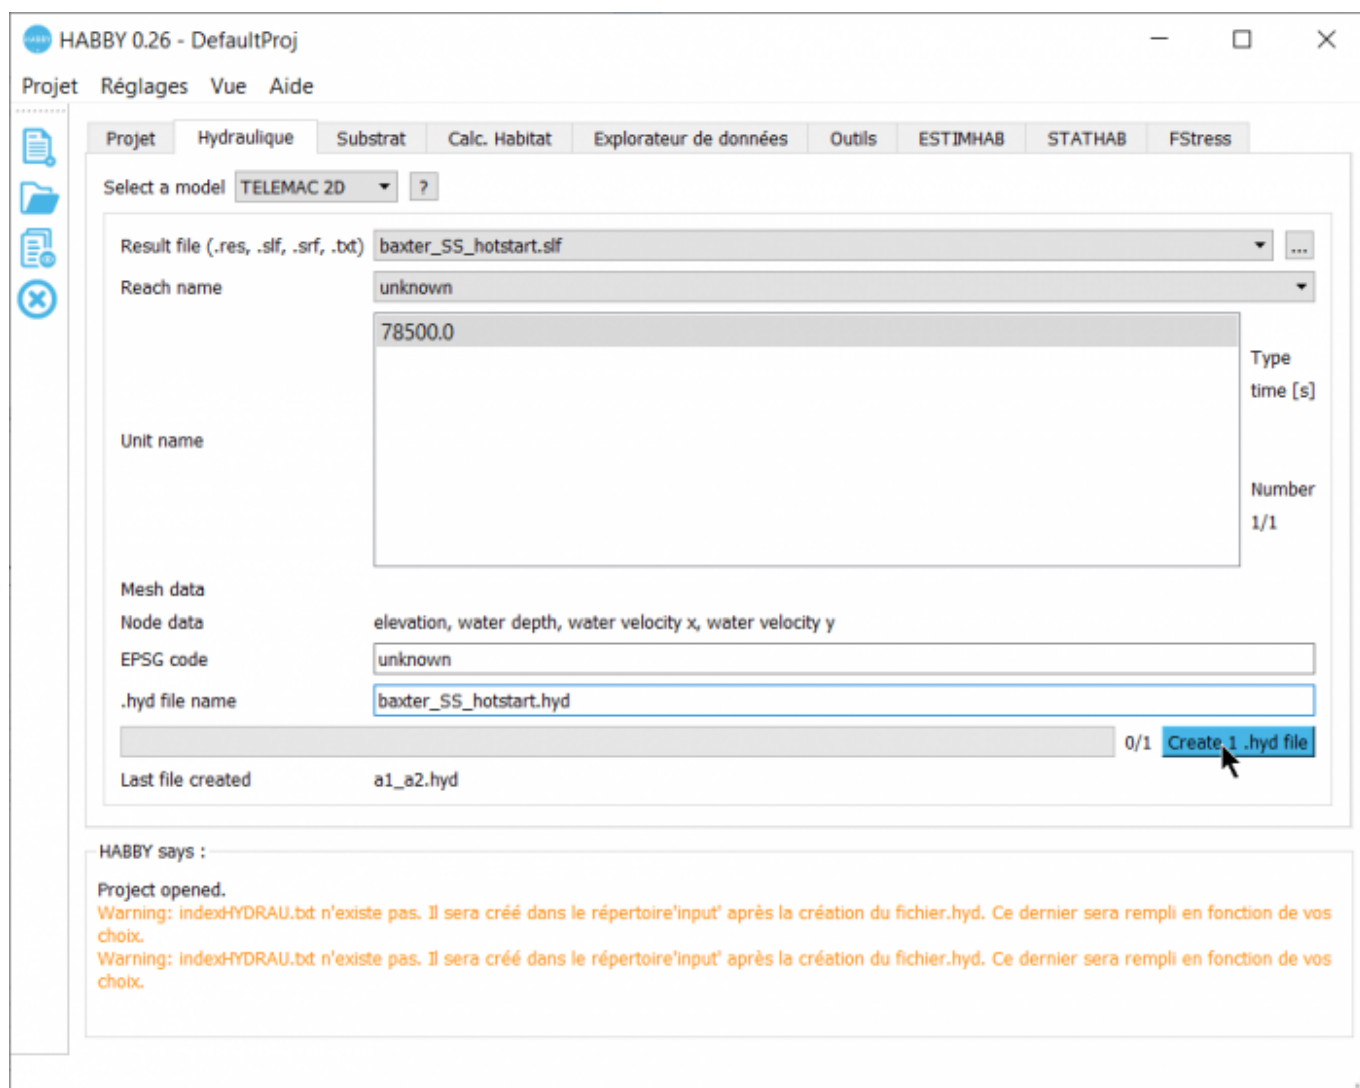 HABBY HABBY 0.26 - DefaultProj
Projet Réglages Vue Aide
Projet Hydraulique Substrat Calc. Habitat Explorateur de données Outils ESTIMHAB STATHAB FStress
Select a model TELEMAC 2D ?
Result file (.res, .slf, .srf, .txt) baxter_SS_hotstart.slf ...
Reach name unknown
78500.0
Type
time [s]
Unit name
Number
1/1
Mesh data
Node data elevation, water depth, water velocity x, water velocity y
EPSG code unknown
.hyd file name baxter_SS_hotstart.hyd
0/1 Create 1 .hyd file
Last file created a1_a2.hyd
HABBY says :
Project opened.
Warning: indexHYDRAU.txt n'existe pas. Il sera créé dans le répertoire'input' après la création du fichier.hyd. Ce dernier sera rempli en fonction de vos
choix.
Warning: indexHYDRAU.txt n'existe pas. Il sera créé dans le répertoire'input' après la création du fichier.hyd. Ce dernier sera rempli en fonction de vos
choix.